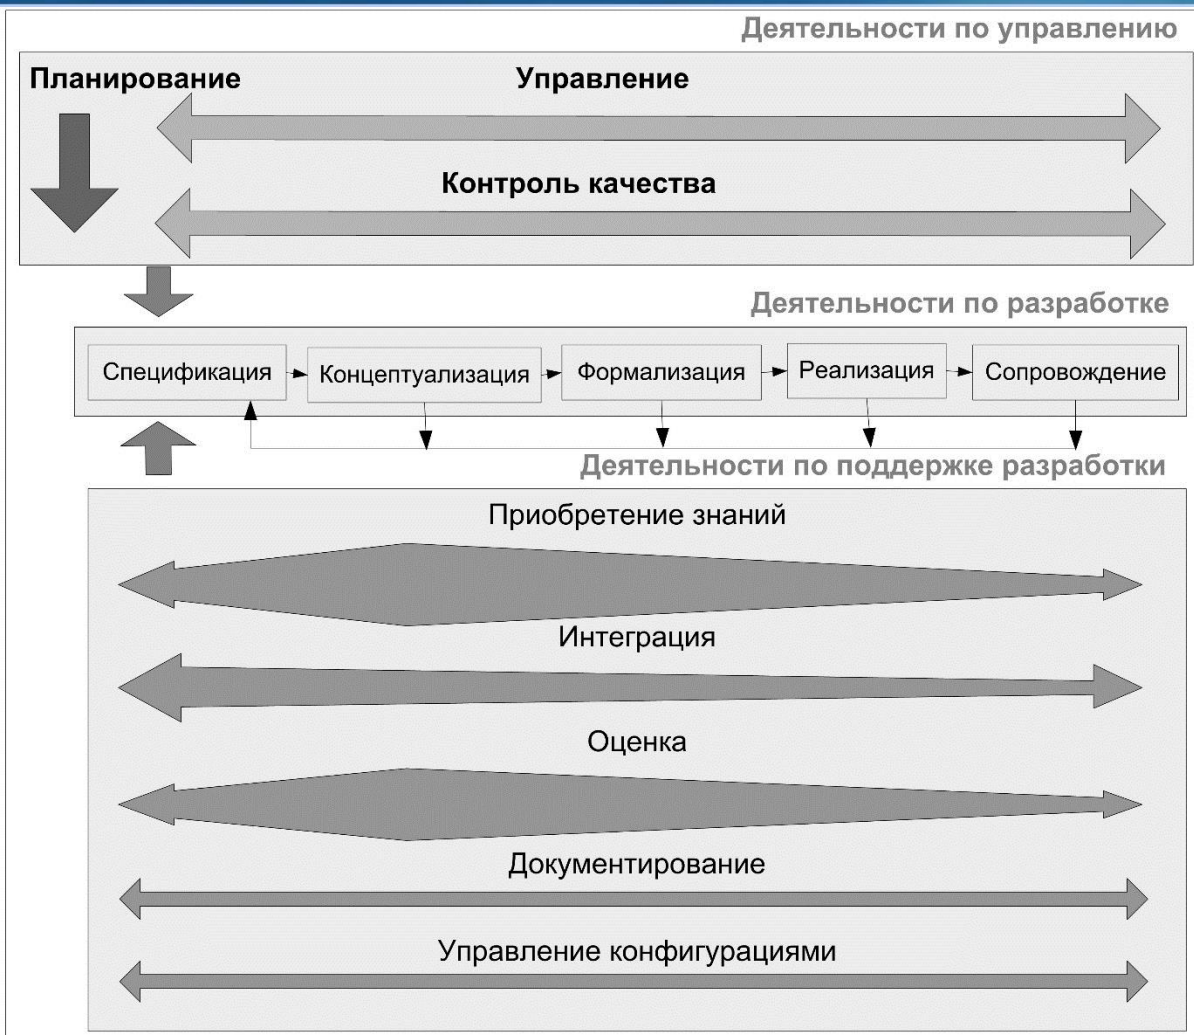 Деятельности по управлению
Планирование
Управление
Контроль качества
Деятельности по разработке
Спецификация
Концептуализация
Формализация
Реализация
Сопровождение
Деятельности по поддержке разработки
Приобретение знаний
Интеграция
Оценка
Документирование
Управление конфигурациями